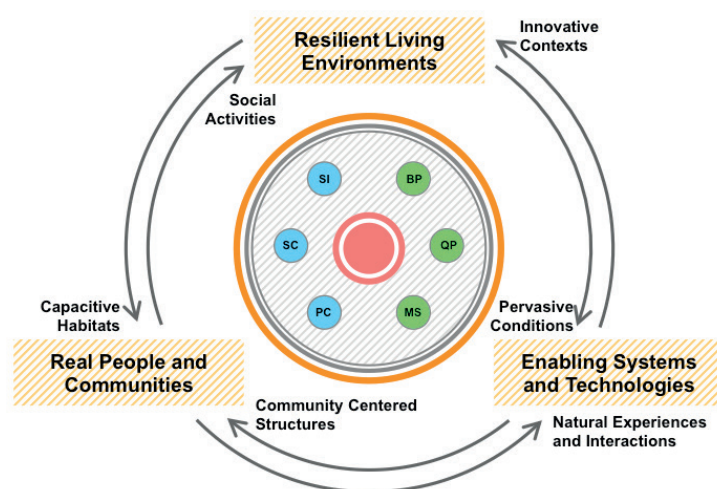 Resilient Living
Environments
Innovative
Contexts
Social
Activities
SI
BP
SC
QP
PC
MS
Capacitive
Habitats
Pervasive
Conditions
Real People and
Communities
Enabling Systems
and Technologies
Community Centered
Structures
Natural Experiences
and Interactions